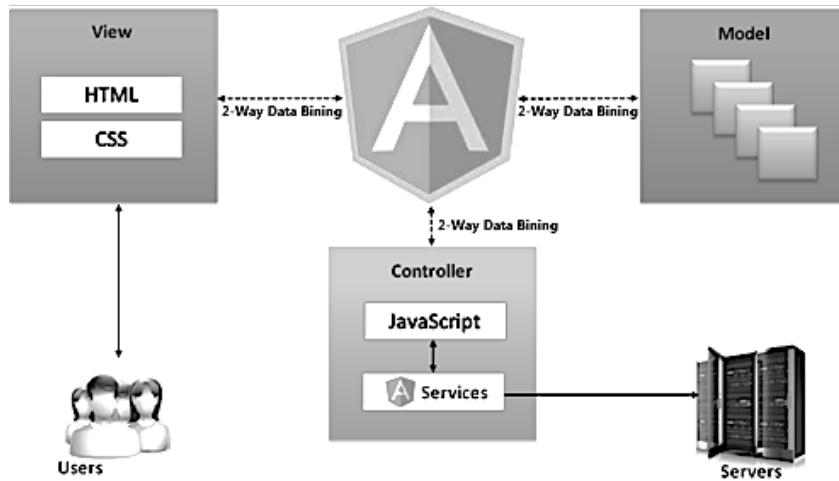 View
HTML
CSS
2-Way Data Bining
A
2-Way Data Bining
Model
2-Way Data Bining
Controller
JavaScript
A Services
Users
Servers